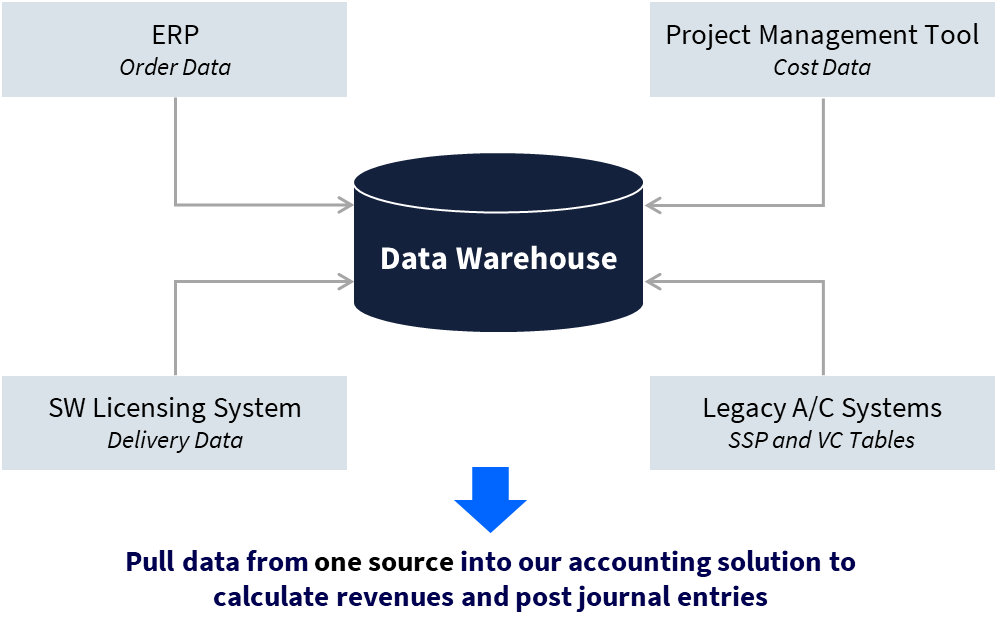 ERP
Order Data
Project Management Tool
Cost Data
Data Warehouse
SW Licensing System
Delivery Data
Legacy A/C Systems
SSP and VC Tables
Pull data from one source into our accounting solution to
calculate revenues and post journal entries